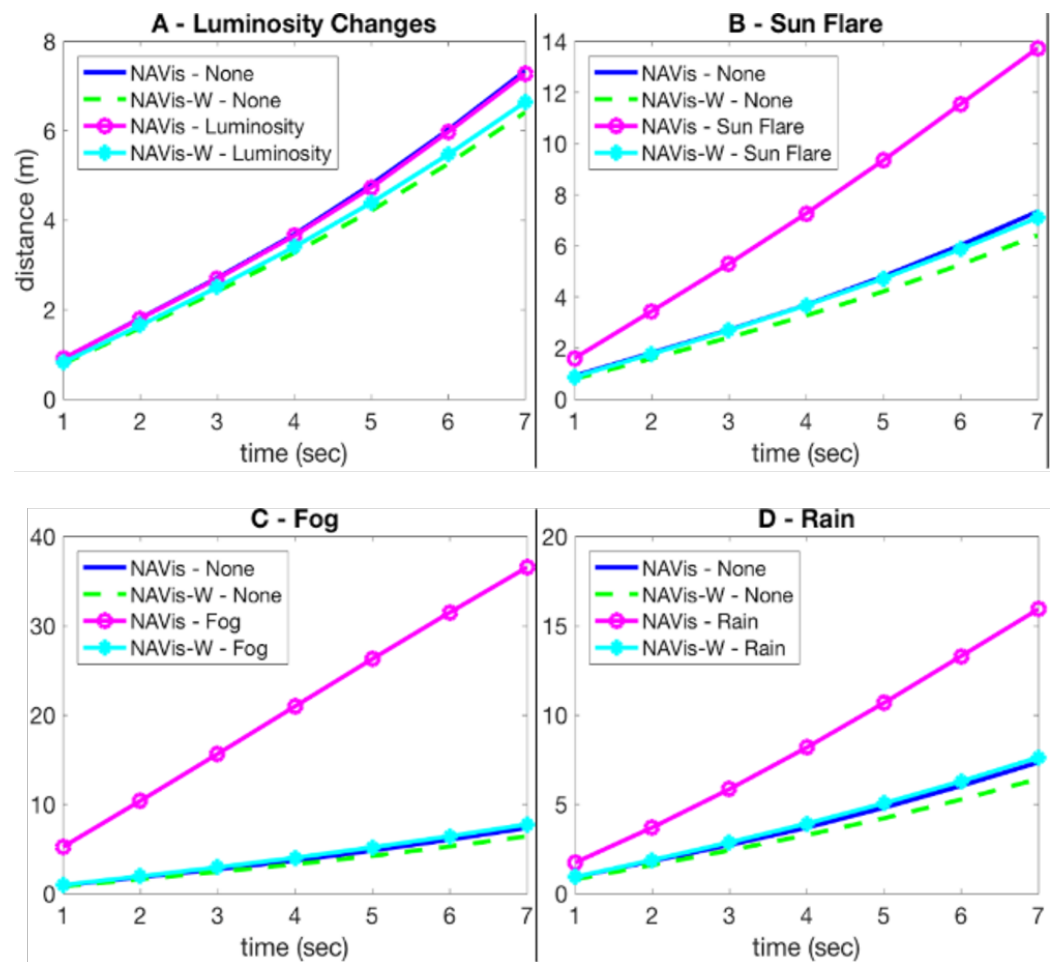 A - Luminosity Changes
8
6
4
2
0
distance (m)
NAVis - None
NAVis-W - None
NAVis - Luminosity
NAVis-W - Luminosity
1 2 3 4 5 6 7
time (sec)
B - Sun Flare
14
12
10
8
6
4
2
0
NAVis - None
NAVis-W - None
NAVis - Sun Flare
NAVis-W - Sun Flare
1 2 3 4 5 6 7
time (sec)
C - Fog
40
30
20
10
0
NAVis - None
NAVis-W - None
NAVis - Fog
NAVis-W - Fog
1 2 3 4 5 6 7
time (sec)
D - Rain
20
15
10
5
0
NAVis - None
NAVis-W - None
NAVis - Rain
NAVis-W - Rain
1 2 3 4 5 6 7
time (sec)